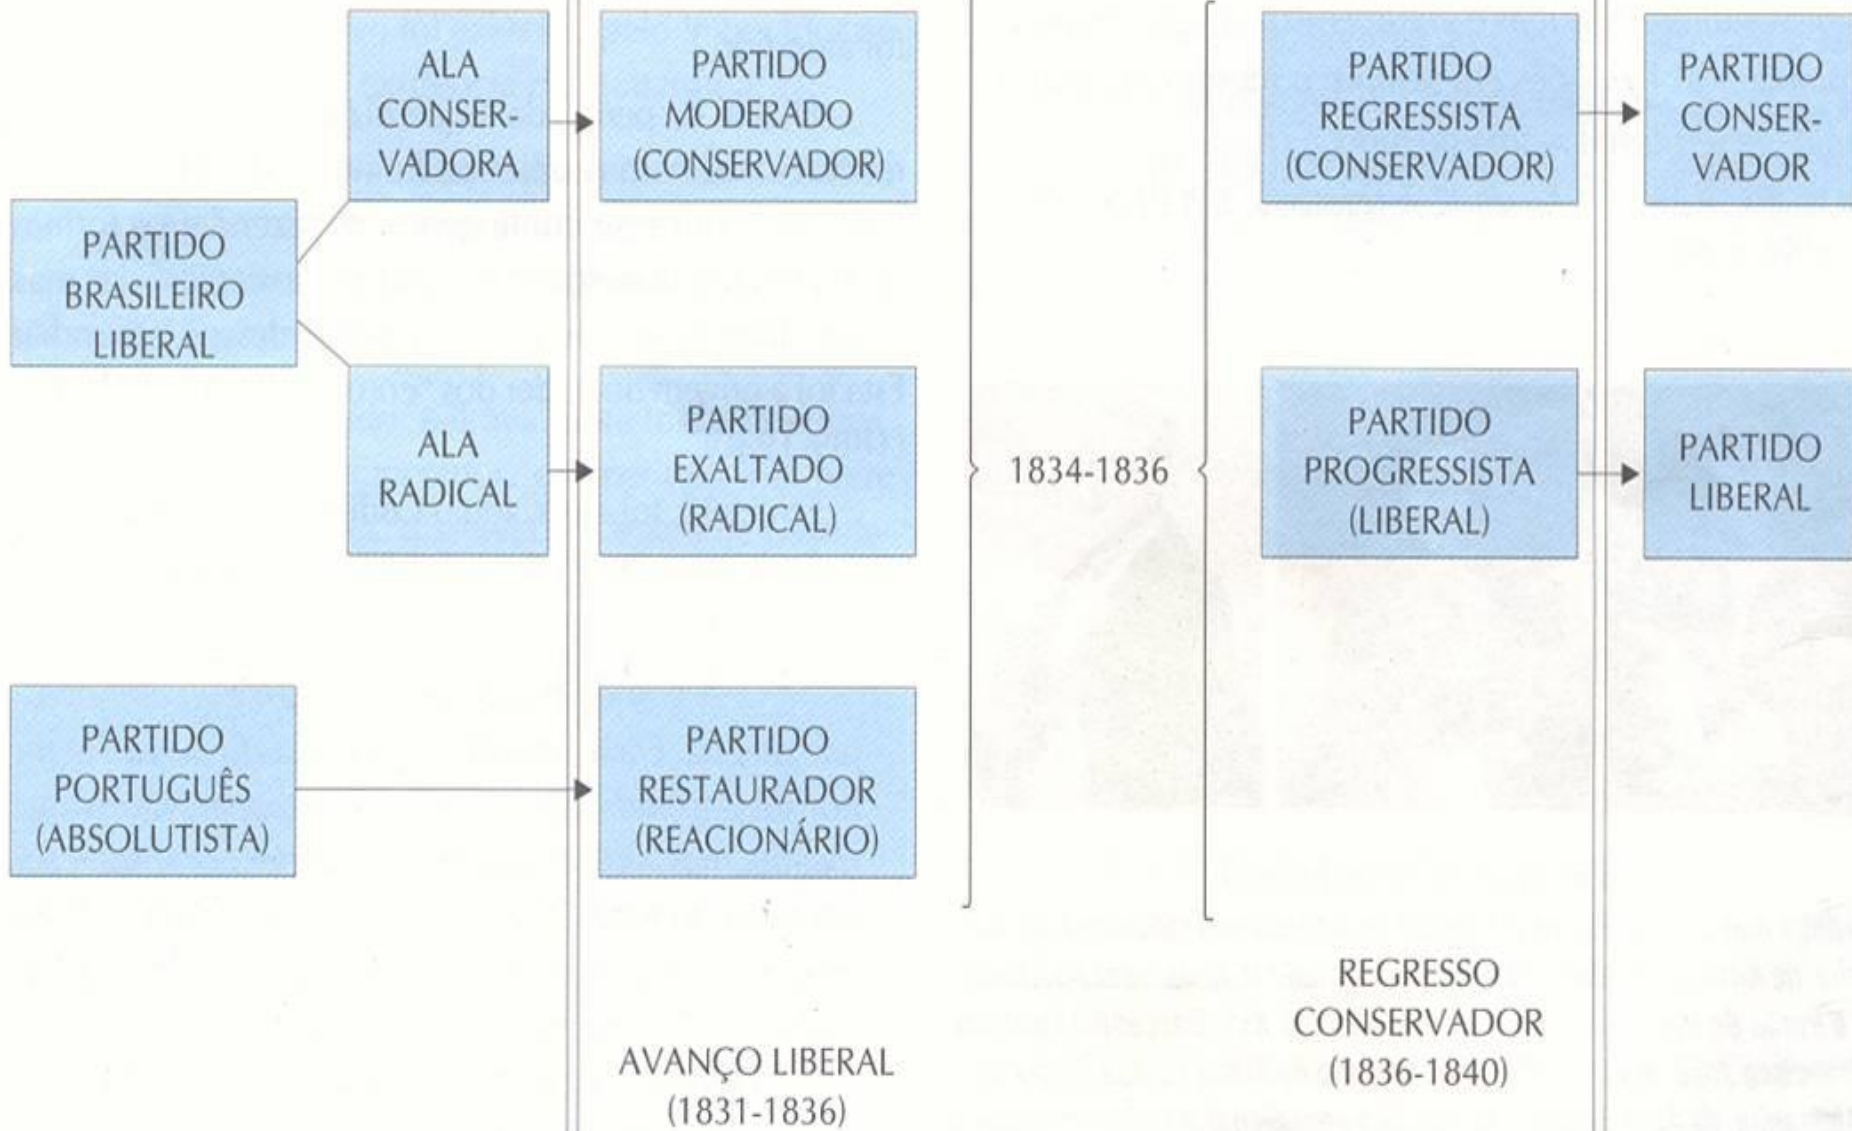 ALA
CONSER-
VADORA
PARTIDO
MODERADO
(CONSERVADOR)
PARTIDO
REGRESSISTA
(CONSERVADOR)
PARTIDO
CONSER-
VADOR
PARTIDO
BRASILEIRO
LIBERAL
ALA
RADICAL
PARTIDO
EXALTADO
(RADICAL)
1834-1836
PARTIDO
PROGRESSISTA
(LIBERAL)
PARTIDO
LIBERAL
PARTIDO
PORTUGUÊS
(ABSOLUTISTA)
PARTIDO
RESTAURADOR
(REACIONÁRIO)
AVANÇO LIBERAL
(1831-1836)
REGRESSO
CONSERVADOR
(1836-1840)